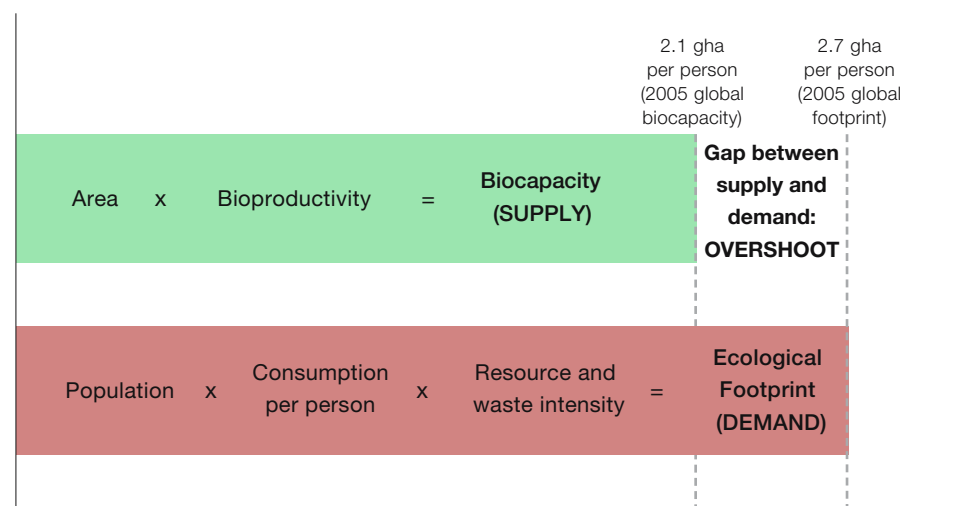 2.1 gha
per person
(2005 global
biocapacity)
2.7 gha
per person
(2005 global
footprint)
Area x Bioproductivity =
Biocapacity
(SUPPLY)
Gap between
supply and
demand:
OVERSHOOT
Population x
Consumption
per person
x
Resource and
waste intensity
=
Ecological
Footprint
(DEMAND)